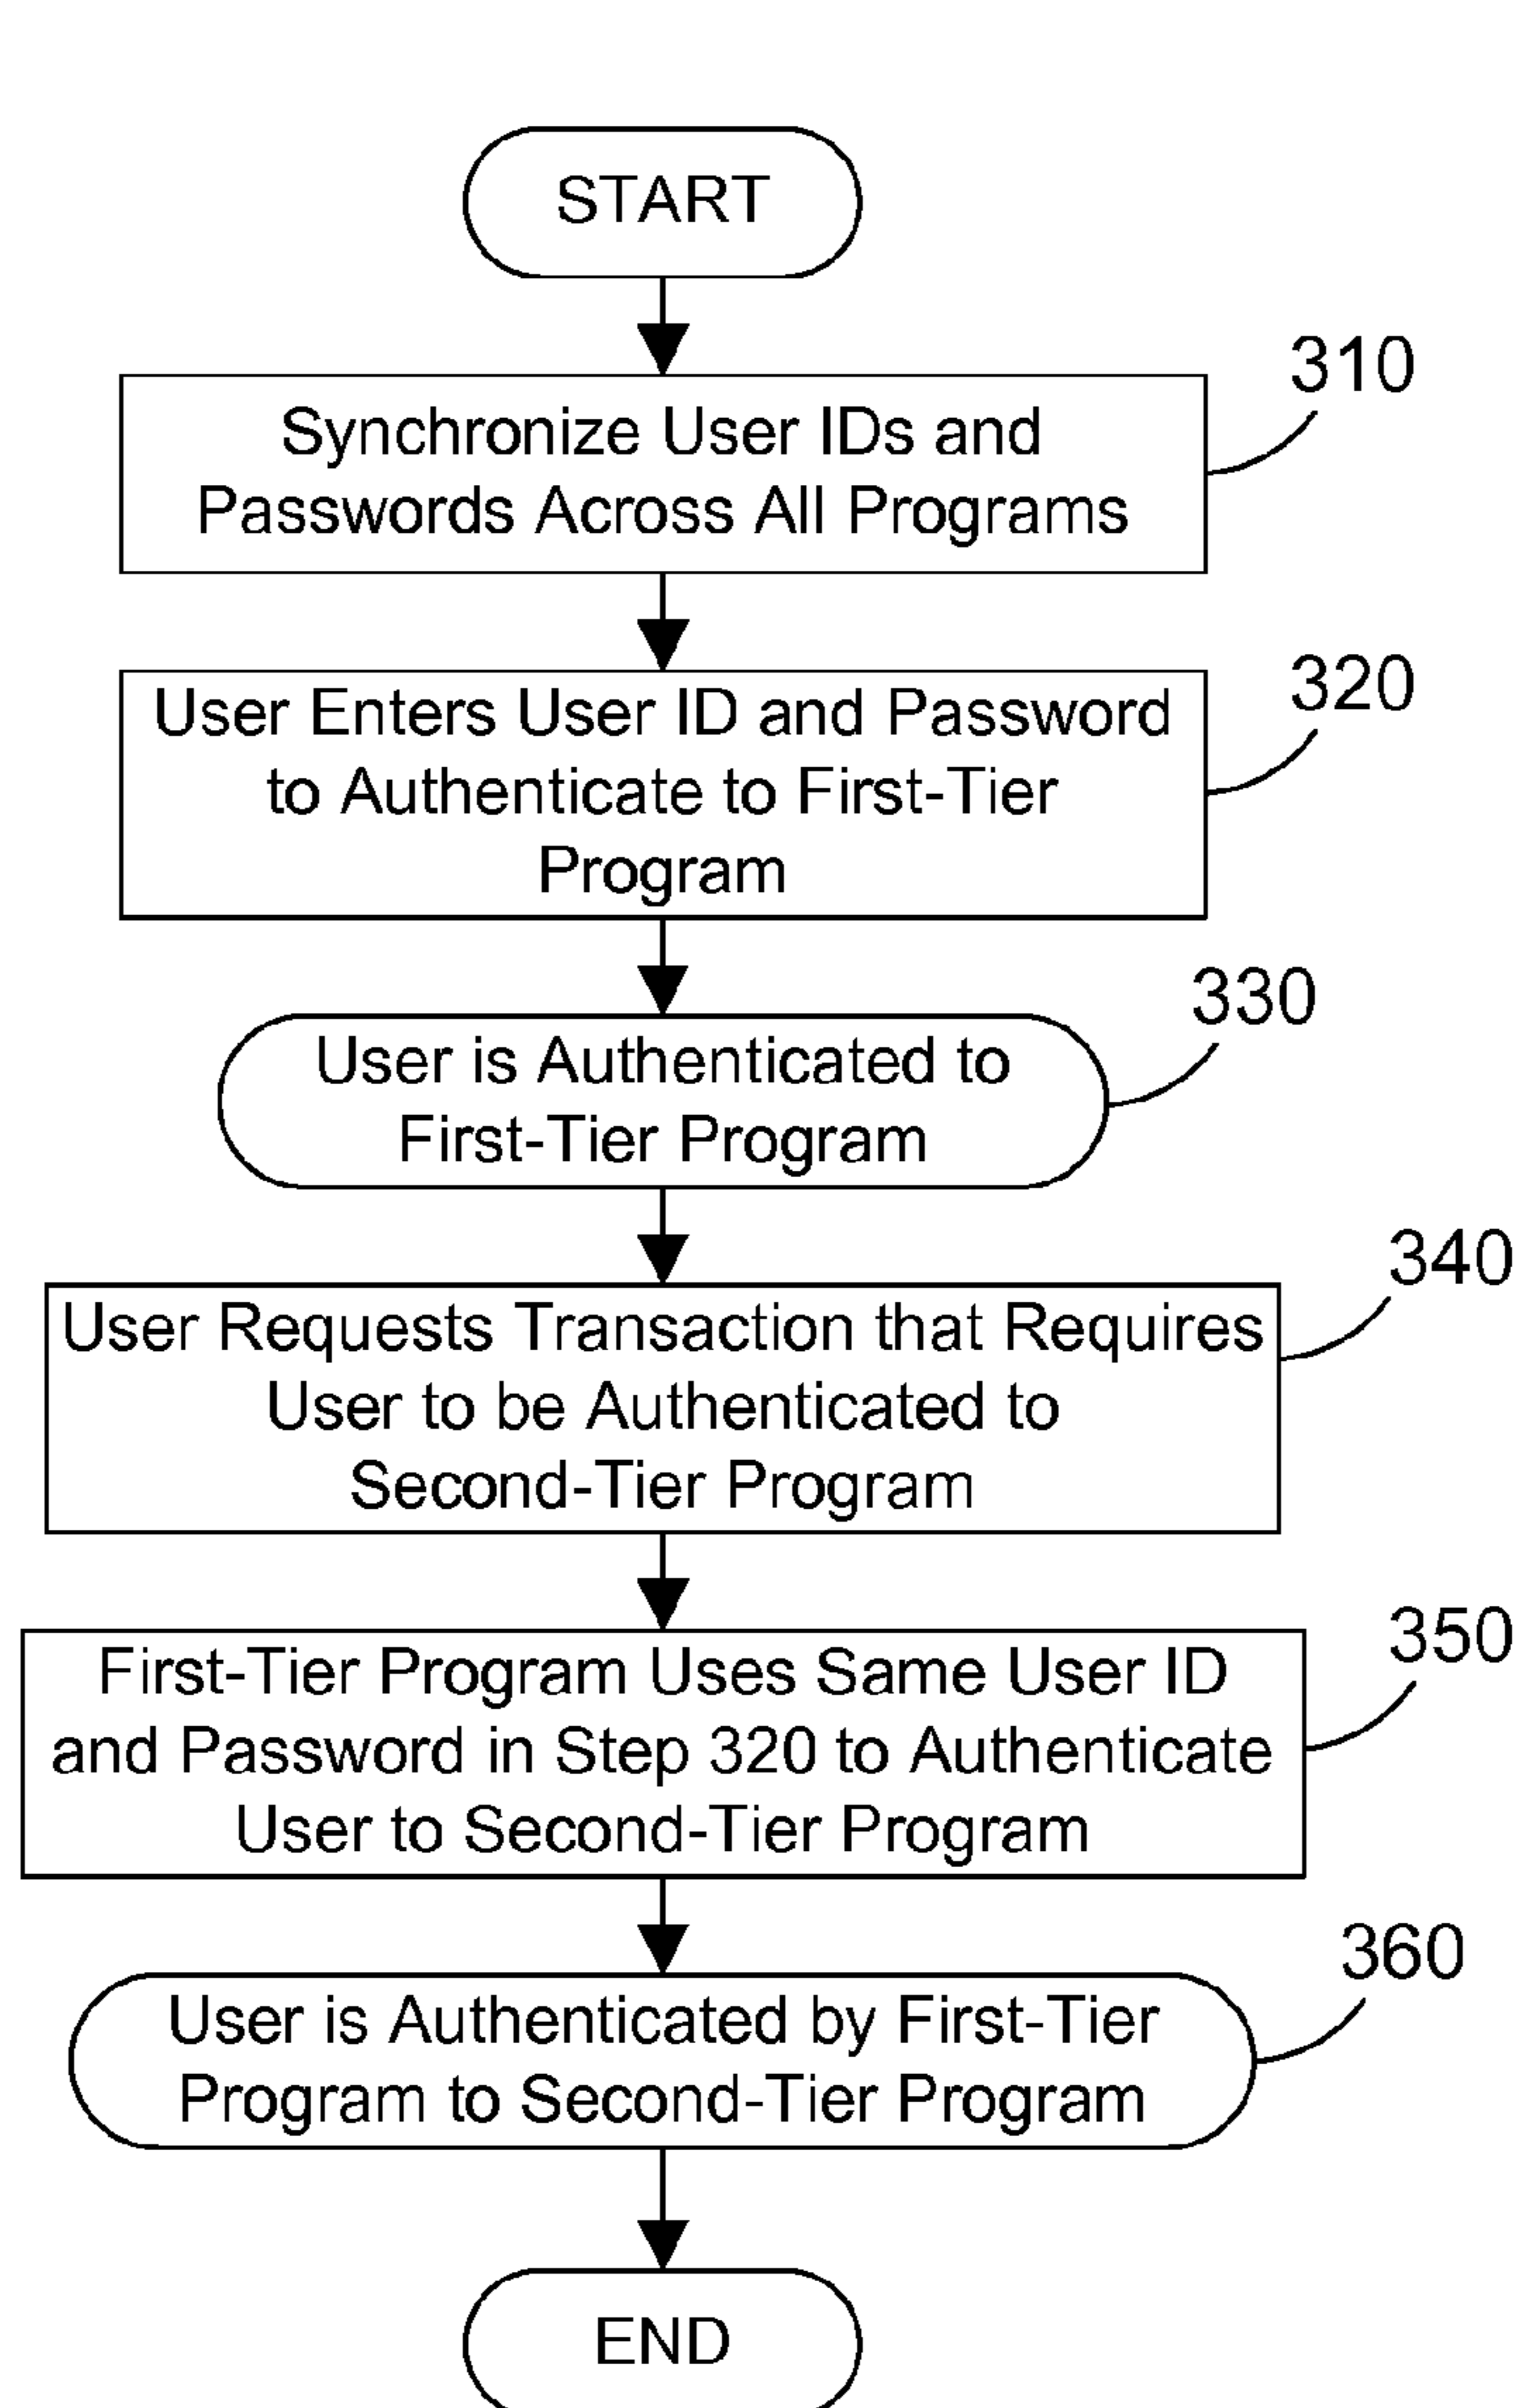 START
310
Synchronize User IDs and
Passwords Across All Programs
320
User Enters User ID and Password
to Authenticate to First-Tier
Program
330
User is Authenticated to
First-Tier Program
340
User Requests Transaction that Requires
User to be Authenticated to
Second-Tier Program
350
First-Tier Program Uses Same User ID
and Password in Step 320 to Authenticate
User to Second-Tier Program
360
User is Authenticated by First-Tier
Program to Second-Tier Program
END